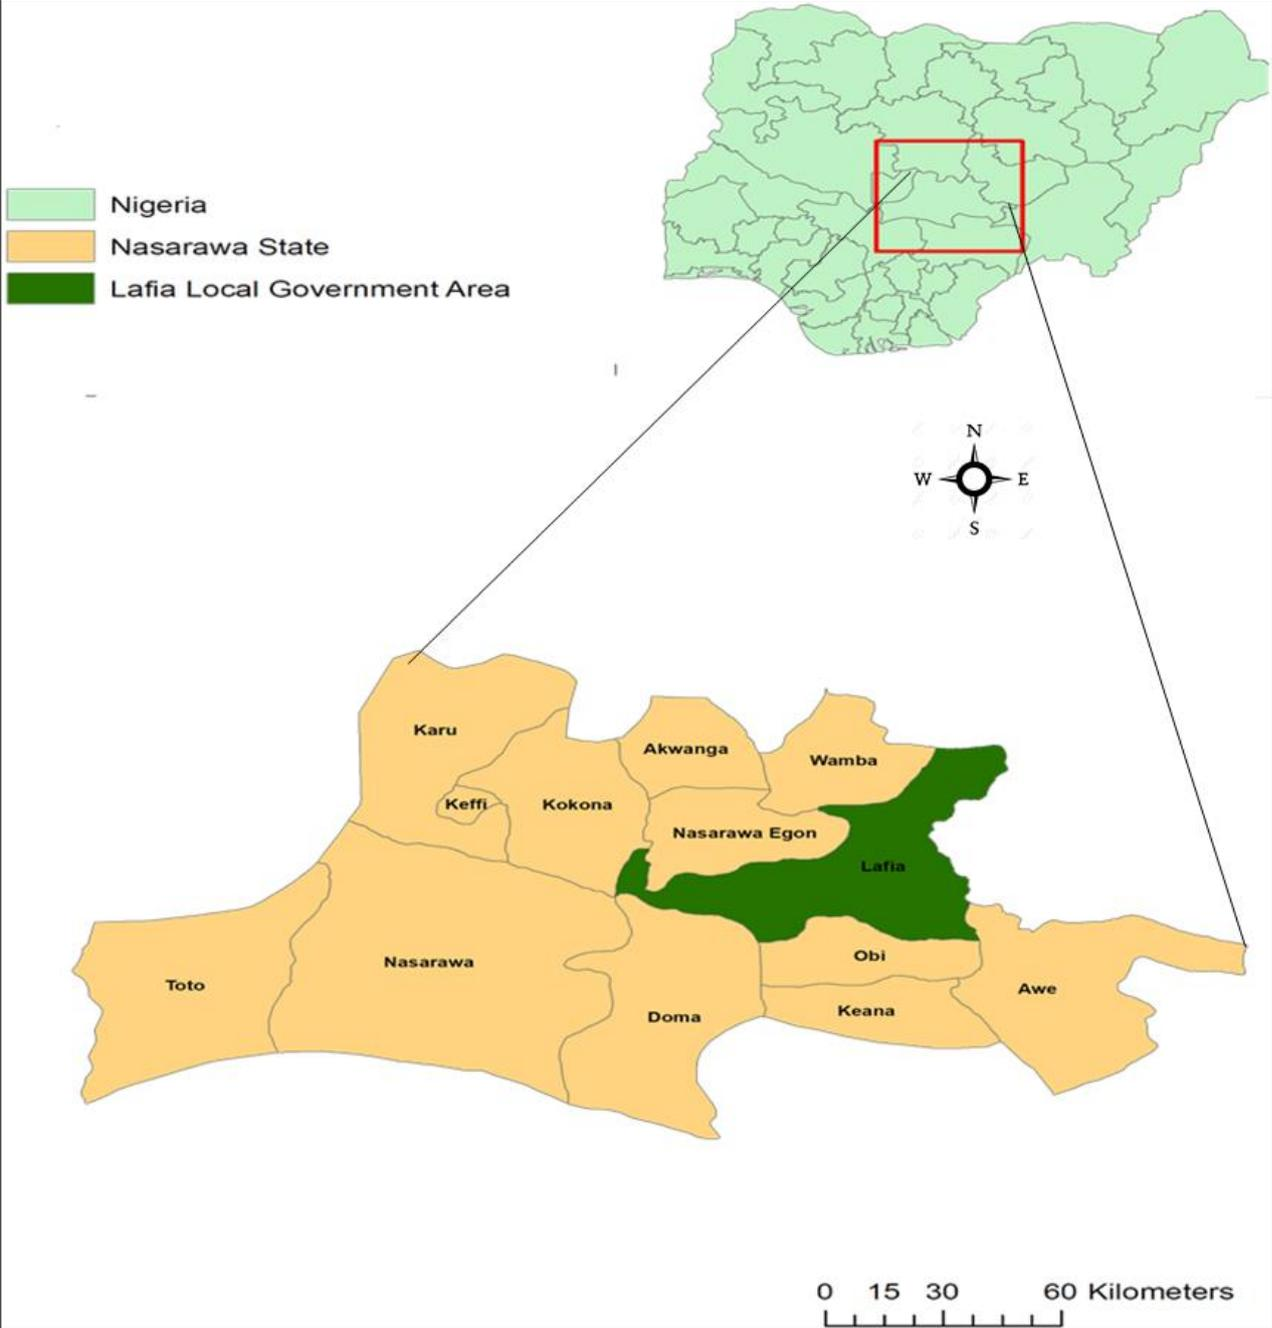 Nigeria
Nasarawa State
Lafia Local Government Area
N
W E
S
Karu
Akwanga
Wamba
Keffi
Kokona
Nasarawa Egon
Lafia
Nasarawa
Obi
Toto
Awe
Keana
Doma
0 15 30 60 Kilometers